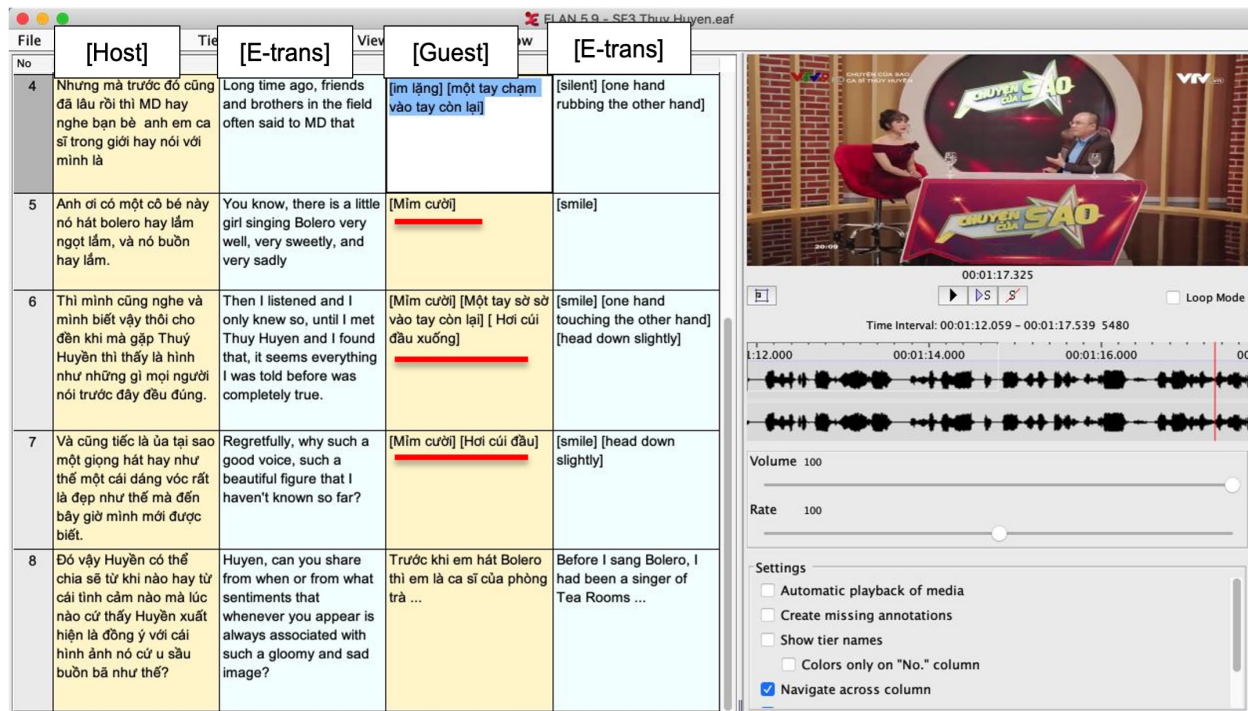 ELAN 5.9 - SF3 Thuy Huyen.eaf
File
[Host]
Tie
[E-trans]
Viev
[Guest]
ow
[E-trans]
No
4
Nhưng mà trước đó cũng
đã lâu rồi thì MD hay
nghe bạn bè anh em ca
sĩ trong giới hay nói với
mình là
Long time ago, friends
and brothers in the field
often said to MD that
[im lặng] [một tay chạm
vào tay còn lại]
[silent] [one hand
rubbing the other hand]
5
Anh ơi có một cô bé này
nó hát bolero hay lắm
ngọt lắm, và nó buồn
hay lắm.
You know, there is a little
girl singing Bolero very
well, very sweetly, and
very sadly
[Mỉm cười]
[smile]
6
Thì mình cũng nghe và
mình biết vậy thôi cho
đến khi mà gặp Thuý
Huyền thì thấy là hình
như những gì mọi người
nói trước đây đều đúng.
Then I listened and I
only knew so, until I met
Thuy Huyen and I found
that, it seems everything
I was told before was
completely true.
[Mỉm cười] [Một tay sờ sờ
vào tay còn lại] [ Hơi cúi
đầu xuống]
[smile] [one hand
touching the other hand]
[head down slightly]
7
Và cũng tiếc là ủa tại sao
một giọng hát hay như
thế một cái dáng vóc rất
là đẹp như thế mà đến
bây giờ mình mới được
biết.
Regretfully, why such a
good voice, such a
beautiful figure that I
haven't known so far?
[Mỉm cười] [Hơi cúi đầu]
[smile] [head down
slightly]
8
Đó vậy Huyền có thể
chia sẽ từ khi nào hay từ
cái tình cảm nào mà lúc
nào cứ thấy Huyền xuất
hiện là đồng ý với cái
hình ảnh nó cứ u sầu
buồn bã như thế?
Huyen, can you share
from when or from what
sentiments that
whenever you appear is
always associated with
such a gloomy and sad
image?
Trước khi em hát Bolero
thì em là ca sĩ của phòng
trà ...
Before I sang Bolero, I
had been a singer of
Tea Rooms ...
CHUYỆN CỦA SAO
CA SĨ THÚY HUYỀN
VTV
CHUYỆN
CỦA SAO
CHUYỆN
CỦA SAO
20:09
00:01:17.325
S
S
Loop Mode
Time Interval: 00:01:12.059 - 00:01:17.539 5480
1:12.000
00:01:14.000
00:01:16.000
00
Volume 100
Rate 100
Settings
Automatic playback of media
Create missing annotations
Show tier names
Colors only on "No." column
Navigate across column